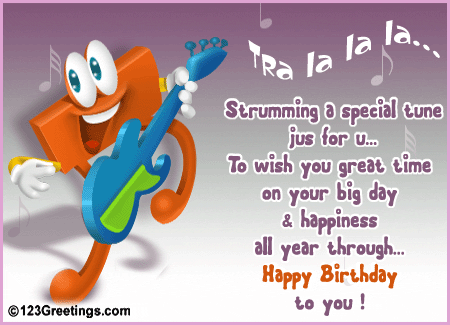 Tra la la la...
Strumming a special tune
jus for u...
To wish you great time
on your big day
& happiness
all year through...
Happy Birthday
to you !
©123Greetings.com